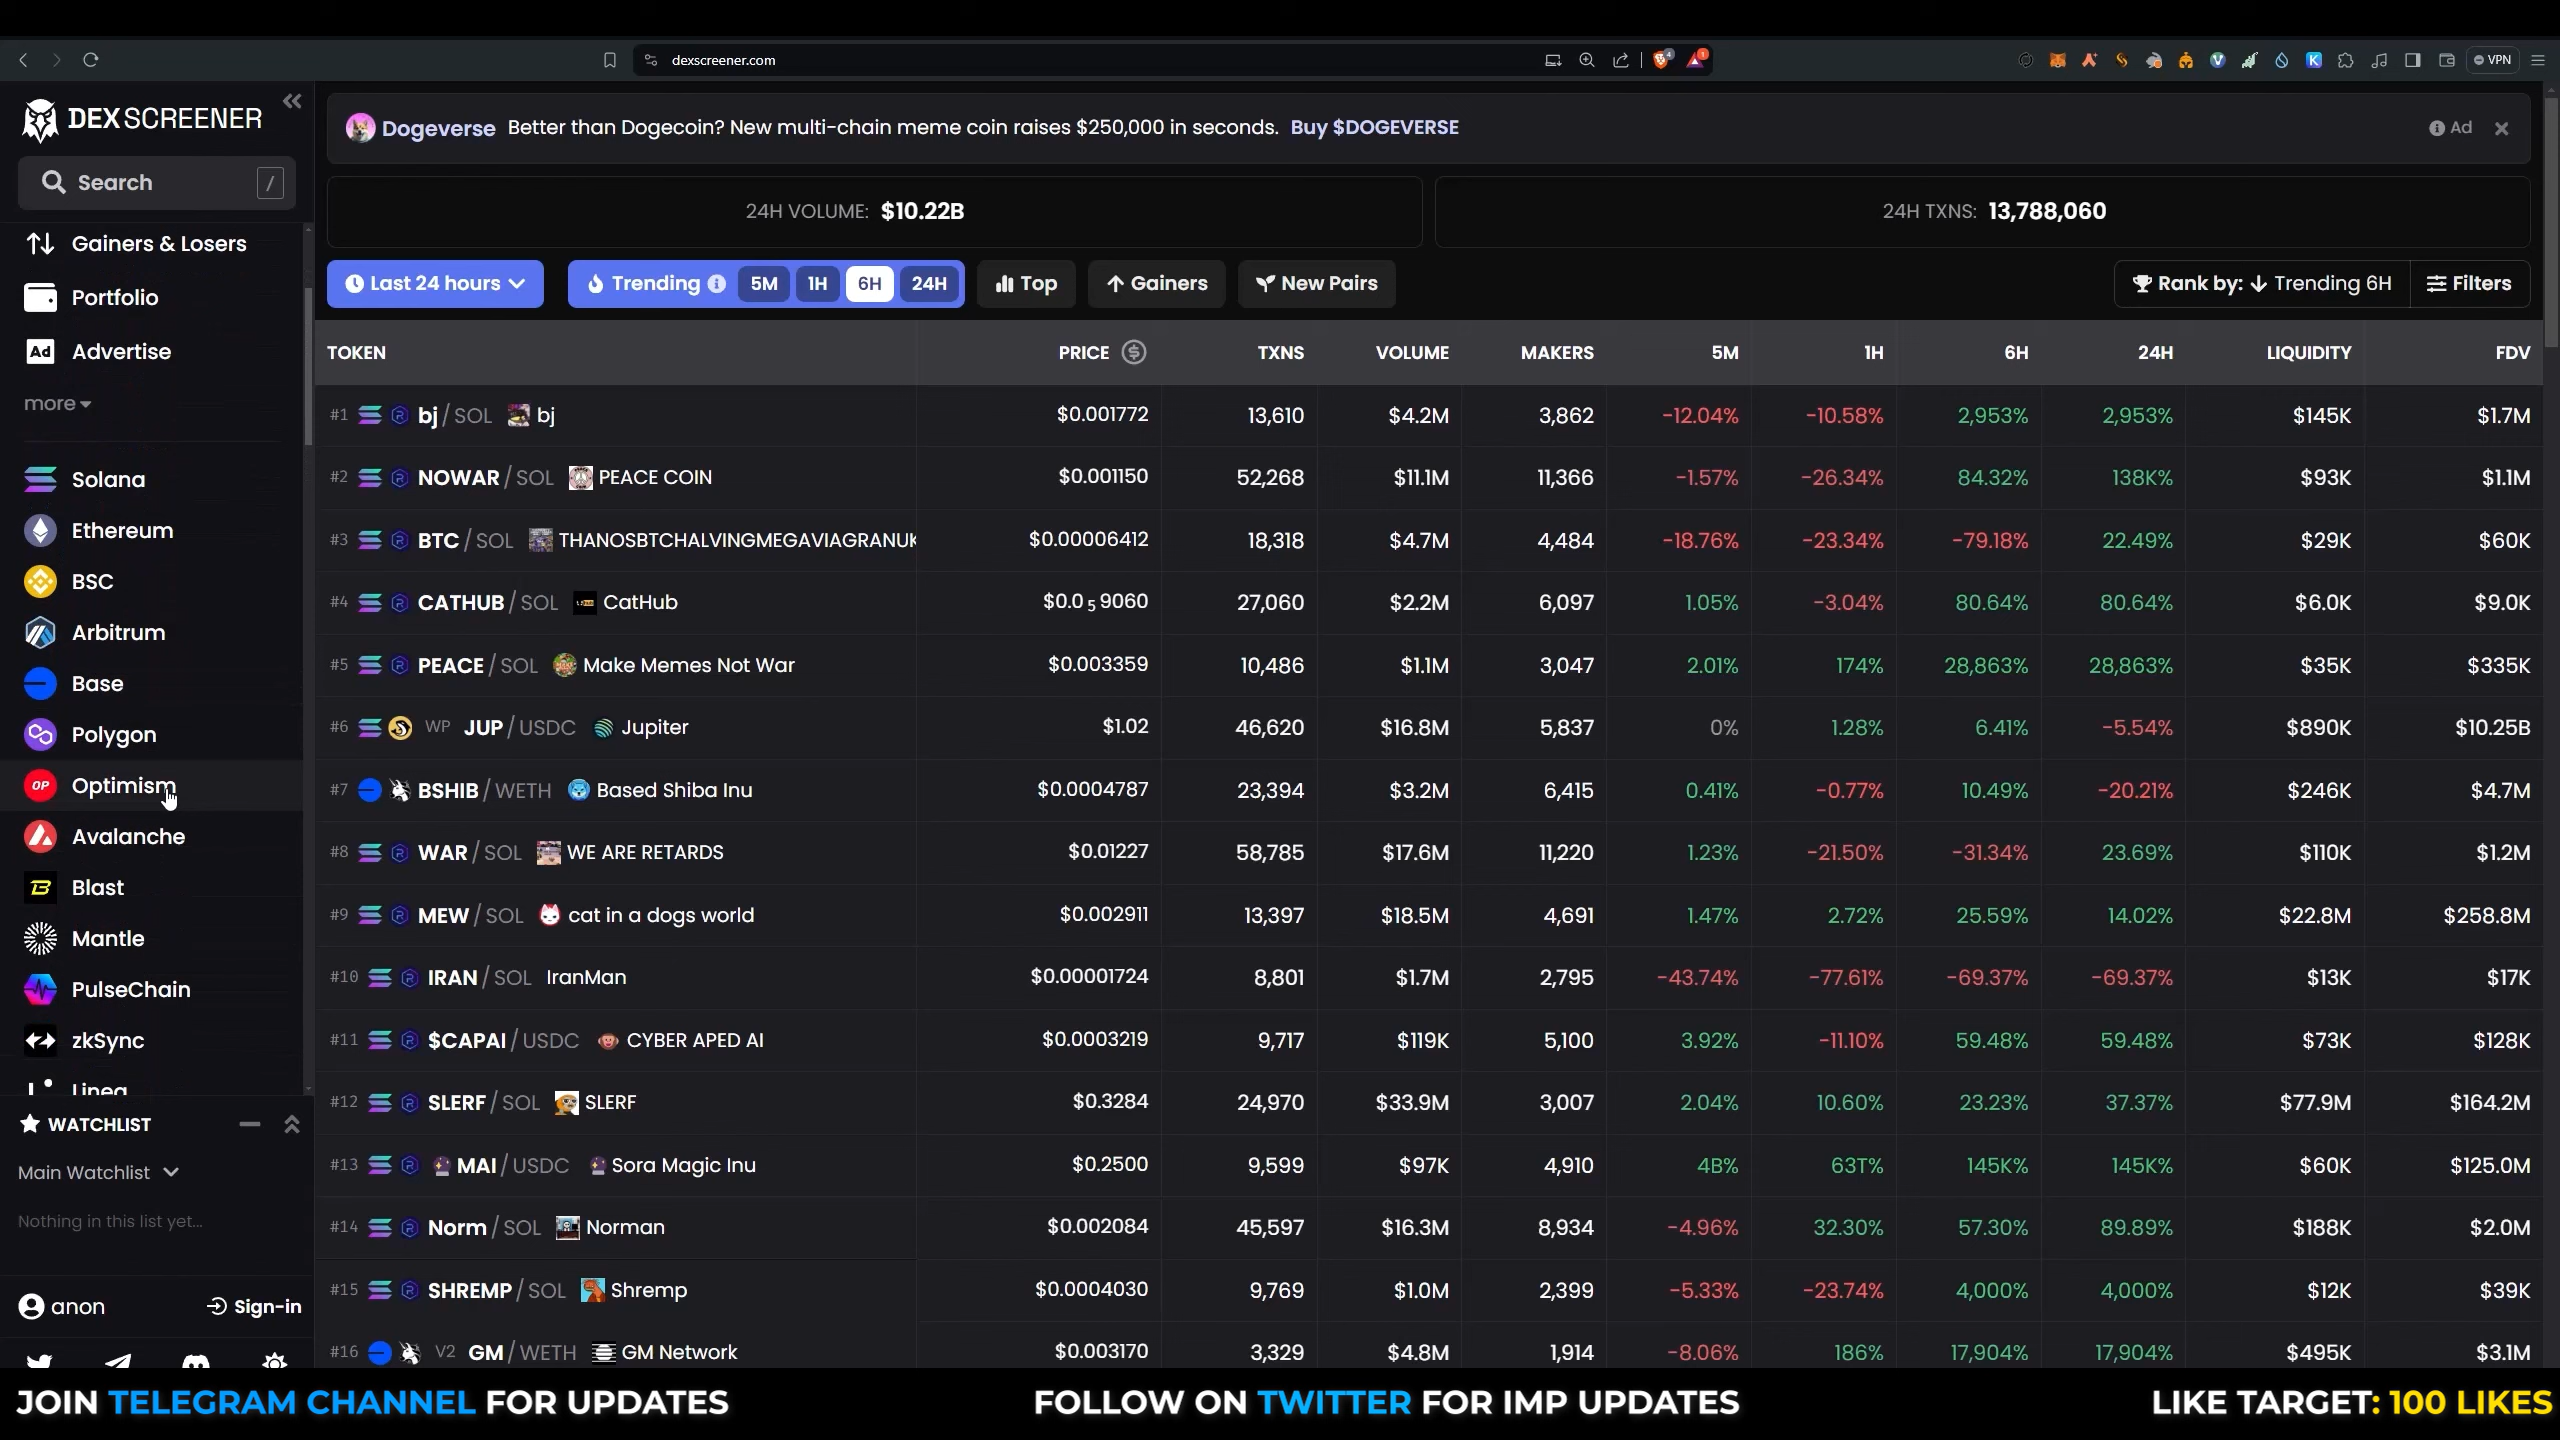 dexscreener.com
4
1
VPN
DEX SCREENER
Dogeverse Better than Dogecoin? New multi-chain meme coin raises $250,000 in seconds. Buy $DOGEVERSE
Ad
Search /
24H VOLUME: $10.22B
24H TXNS: 13,788,060
Gainers & Losers
Portfolio
Ad Advertise
more
Solana
Ethereum
BSC
Arbitrum
Base
Polygon
OP Optimism
Avalanche
Blast
Mantle
PulseChain
zkSync
Linea
WATCHLIST
Main Watchlist
Nothing in this list yet...
anon Sign-in
Last 24 hours Trending 5M 1H 6H 24H Top Gainers New Pairs Rank by: Trending 6H Filters
TOKEN PRICE TXNS VOLUME MAKERS 5M 1H 6H 24H LIQUIDITY FDV
#1 bj / SOL bj $0.001772 13,610 $4.2M 3,862 -12.04% -10.58% 2,953% 2,953% $145K $1.7M
#2 NOWAR / SOL PEACE COIN $0.001150 52,268 $11.1M 11,366 -1.57% -26.34% 84.32% 138K% $93K $1.1M
#3 BTC / SOL THANOSBTCHALVINGMEGAVIAGRANUK $0.00006412 18,318 $4.7M 4,484 -18.76% -23.34% -79.18% 22.49% $29K $60K
#4 CATHUB / SOL CatHub $0.0₅9060 27,060 $2.2M 6,097 1.05% -3.04% 80.64% 80.64% $6.0K $9.0K
#5 PEACE / SOL Make Memes Not War $0.003359 10,486 $1.1M 3,047 2.01% 174% 28,863% 28,863% $35K $335K
#6 WP JUP / USDC Jupiter $1.02 46,620 $16.8M 5,837 0% 1.28% 6.41% -5.54% $890K $10.25B
#7 BSHIB / WETH Based Shiba Inu $0.0004787 23,394 $3.2M 6,415 0.41% -0.77% 10.49% -20.21% $246K $4.7M
#8 WAR / SOL WE ARE RETARDS $0.01227 58,785 $17.6M 11,220 1.23% -21.50% -31.34% 23.69% $110K $1.2M
#9 MEW / SOL cat in a dogs world $0.002911 13,397 $18.5M 4,691 1.47% 2.72% 25.59% 14.02% $22.8M $258.8M
#10 IRAN / SOL IranMan $0.00001724 8,801 $1.7M 2,795 -43.74% -77.61% -69.37% -69.37% $13K $17K
#11 $CAPAI / USDC CYBER APED AI $0.0003219 9,717 $119K 5,100 3.92% -11.10% 59.48% 59.48% $73K $128K
#12 SLERF / SOL SLERF $0.3284 24,970 $33.9M 3,007 2.04% 10.60% 23.23% 37.37% $77.9M $164.2M
#13 MAI / USDC Sora Magic Inu $0.2500 9,599 $97K 4,910 4B% 63T% 145K% 145K% $60K $125.0M
#14 Norm / SOL Norman $0.002084 45,597 $16.3M 8,934 -4.96% 32.30% 57.30% 89.89% $188K $2.0M
#15 SHREMP / SOL Shremp $0.0004030 9,769 $1.0M 2,399 -5.33% -23.74% 4,000% 4,000% $12K $39K
#16 V2 GM / WETH GM Network $0.003170 3,329 $4.8M 1,914 -8.06% 186% 17,904% 17,904% $495K $3.1M
JOIN TELEGRAM CHANNEL FOR UPDATES FOLLOW ON TWITTER FOR IMP UPDATES LIKE TARGET: 100 LIKES